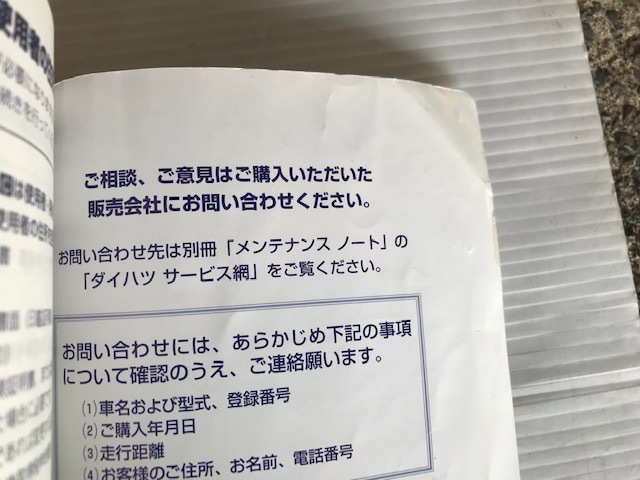 ご相談、ご意見はご購入いただいた
販売会社にお問い合わせください。
お問い合わせ先は別冊「メンテナンス ノート」の
「ダイハツ サービス網」をご覧ください。
お問い合わせには、あらかじめ下記の事項
について確認のうえ、ご連絡願います。
(1)車名および型式、登録番号
(2)ご購入年月日
(3)走行距離
(4)お客様のご住所、お名前、電話番号